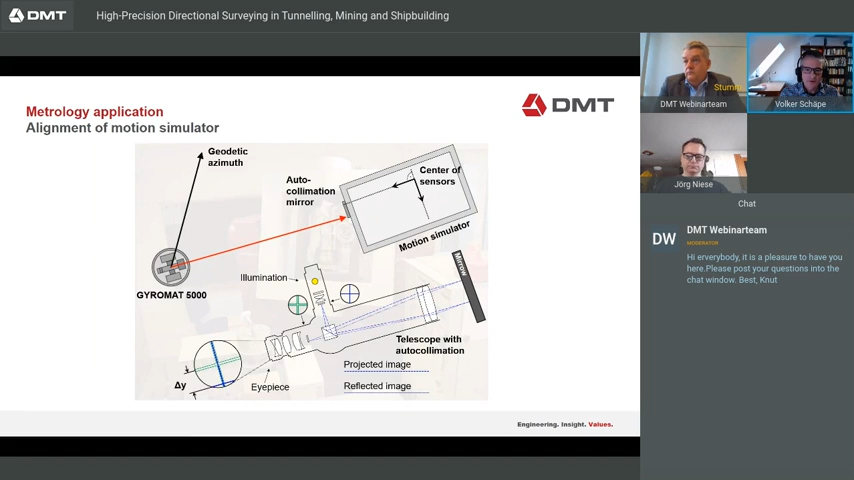 DMT
High-Precision Directional Surveying in Tunnelling, Mining and Shipbuilding
Metrology application
Alignment of motion simulator
DMT
Geodetic
azimuth
Auto-
collimation
mirror
Center of
sensors
Motion simulator
GYROMAT 5000
Illumination
Mirrow
Telescope with
autocollimation
Projected image
Reflected image
Δy
Eyepiece
Engineering. Insight. Values.
DMT Webinarteam
Volker Schäpe
Jörg Niese
Chat
DW
DMT Webinarteam
MODERATOR
Hi erverybody, it is a pleasure to have you
here.Please post your questions into the
chat window. Best, Knut